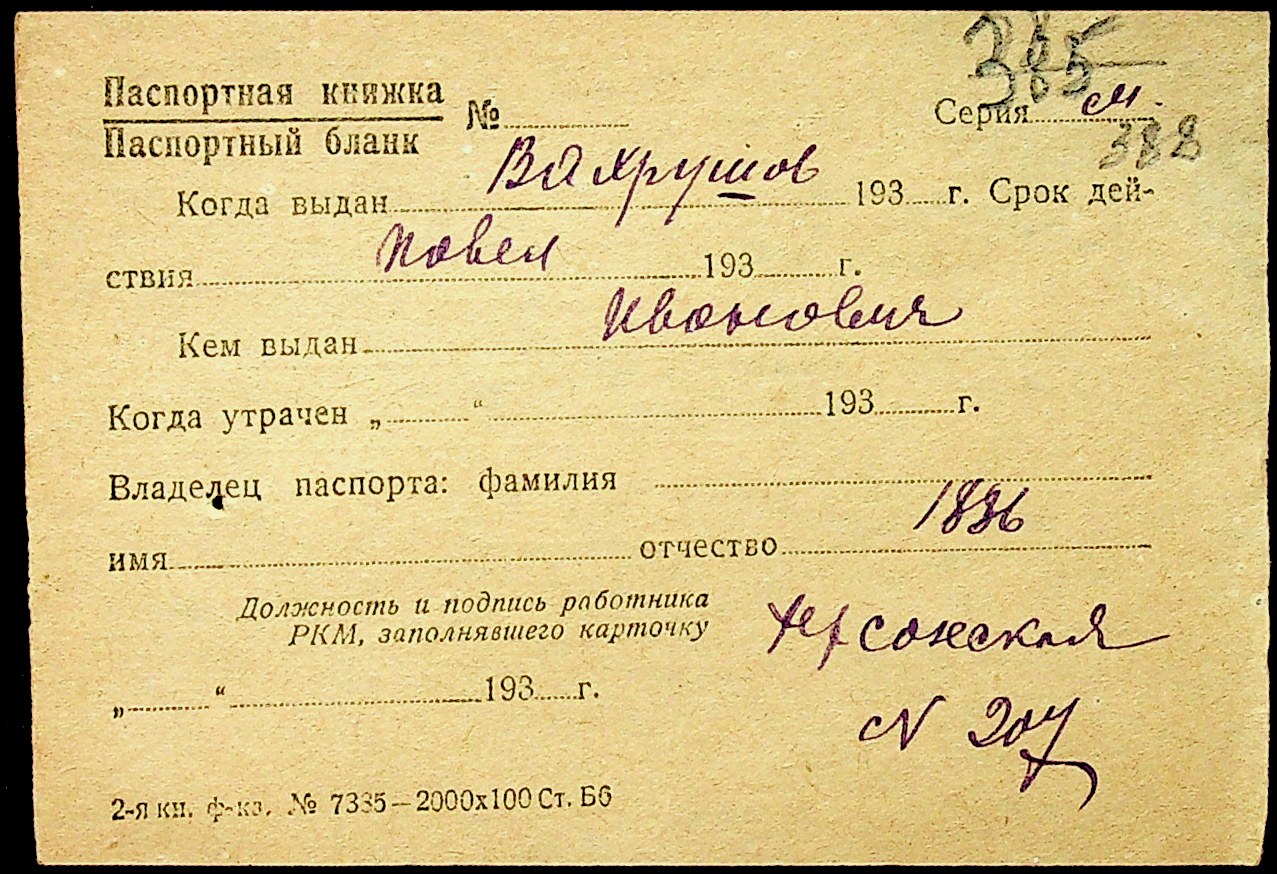 385
Паспортная книжка
Паспортный бланк
№ Серия м.
388
Вахрушов
Когда выдан 193 г. Срок дей-
Павел
ствия 193 г.
Иванович
Кем выдан
Когда утрачен „ “ 193 г.
Владелец паспорта: фамилия
1886
имя отчество
Должность и подпись работника
РКМ, заполнявшего карточку
Херсонская
„ “ 193 г.
N 207
2-я кн. ф-ка. № 7335—2000х100 Ст. Бб